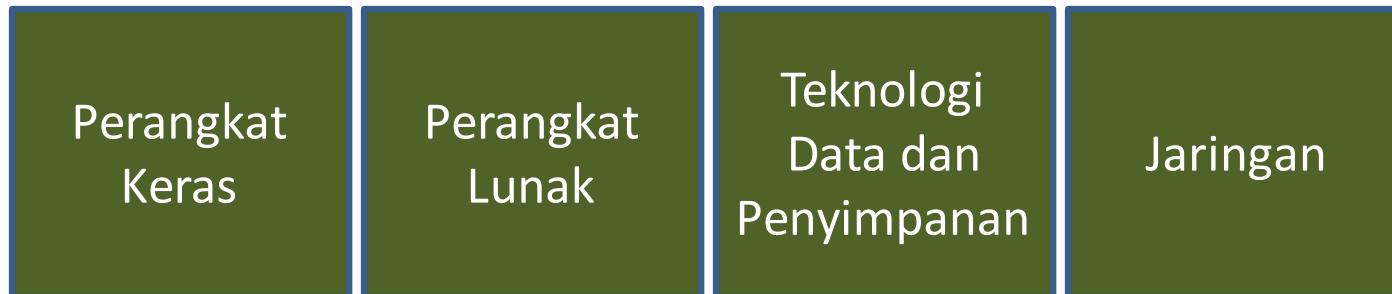 Perangkat
Keras
Perangkat
Lunak
Teknologi
Data dan
Penyimpanan
Jaringan